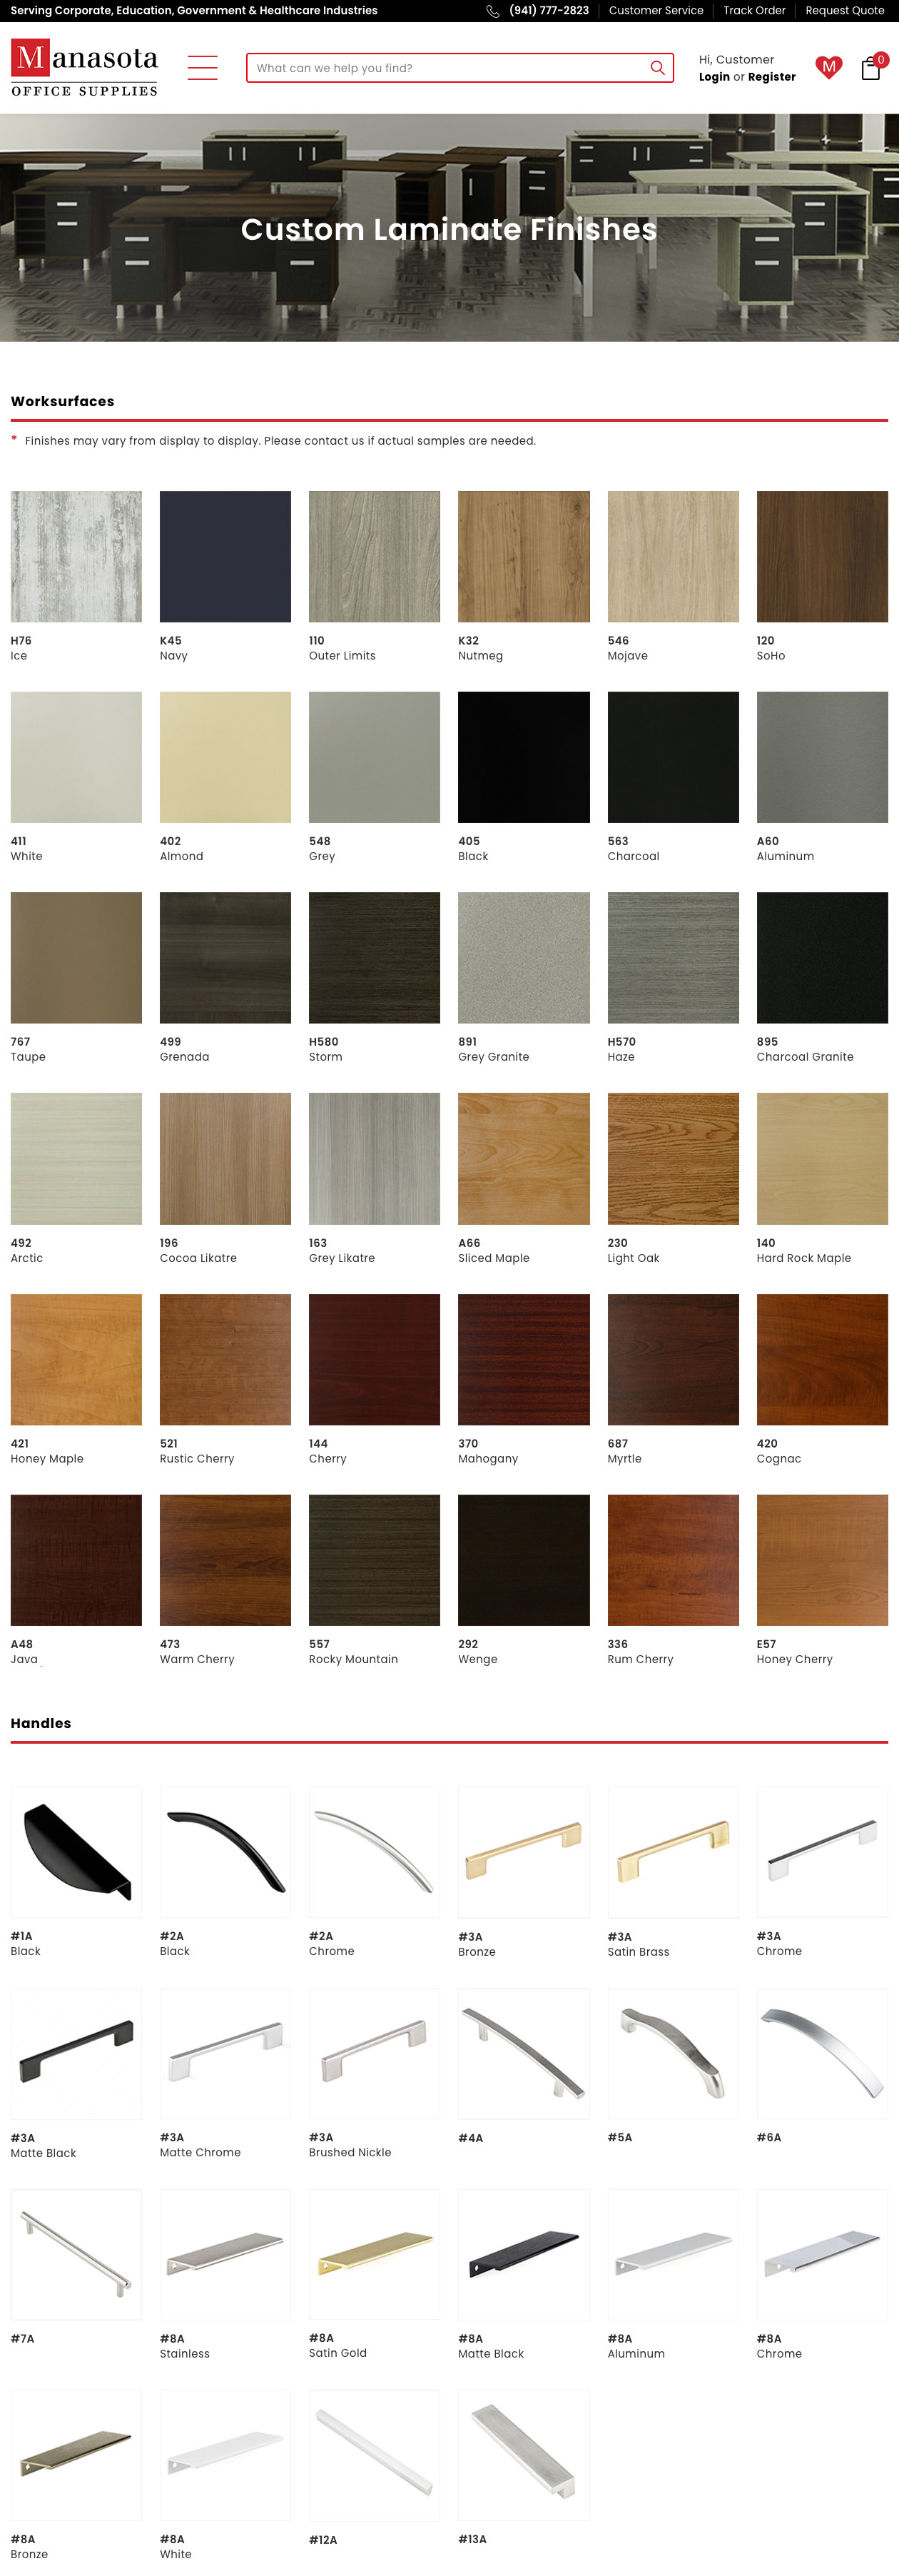 Serving Corporate, Education, Government & Healthcare Industries
(941) 777-2823 Customer Service Track Order Request Quote
Manasota
OFFICE SUPPLIES
What can we help you find?
Hi, Customer
Login or Register
M
0
Custom Laminate Finishes
Worksurfaces
* Finishes may vary from display to display. Please contact us if actual samples are needed.
H76 K45 110 K32 546 120
Ice Navy Outer Limits Nutmeg Mojave SoHo
411 402 548 405 563 A60
White Almond Grey Black Charcoal Aluminum
767 499 H580 891 H570 895
Taupe Grenada Storm Grey Granite Haze Charcoal Granite
492 196 163 A66 230 140
Arctic Cocoa Likatre Grey Likatre Sliced Maple Light Oak Hard Rock Maple
421 521 144 370 687 420
Honey Maple Rustic Cherry Cherry Mahogany Myrtle Cognac
A48 473 557 292 336 E57
Java Warm Cherry Rocky Mountain Wenge Rum Cherry Honey Cherry
Handles
#1A #2A #2A #3A #3A #3A
Black Black Chrome Bronze Satin Brass Chrome
#3A #3A #3A #4A #5A #6A
Matte Black Matte Chrome Brushed Nickle
#7A #8A #8A #8A #8A #8A
Stainless Satin Gold Matte Black Aluminum Chrome
#8A #8A #12A #13A
Bronze White